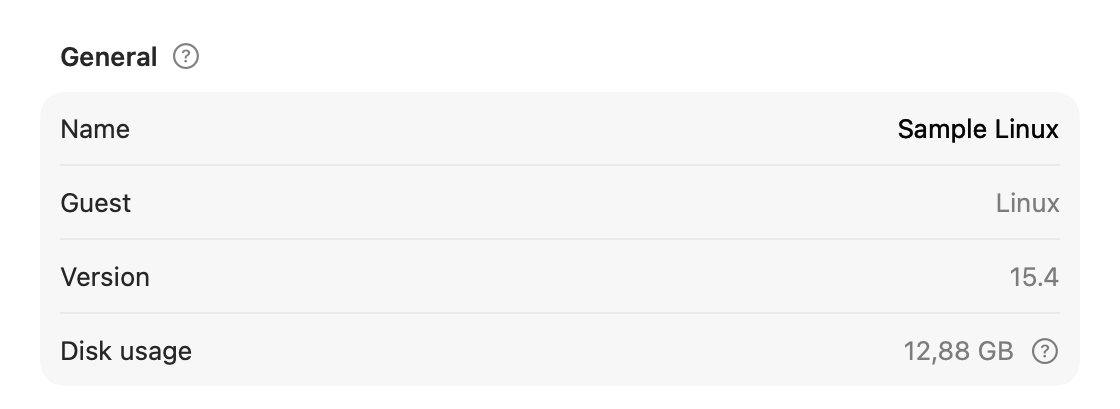 General ?
Name Sample Linux
Guest Linux
Version 15.4
Disk usage 12,88 GB ?